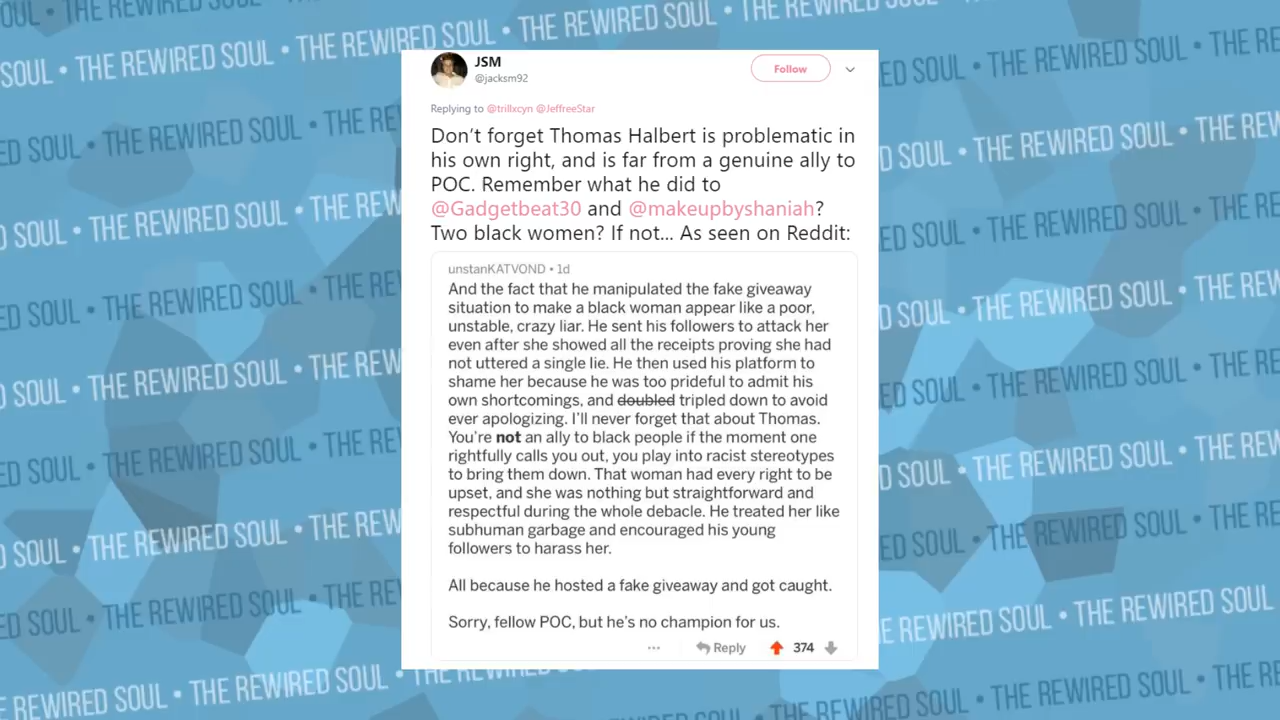 SOUL • THE REWIRED SOUL • THE REWIRED SOUL • THE REWIRED SOUL • THE REWIRED SOUL
JSM
@jacksm92
Follow
Replying to @trillxcyn @JeffreeStar
Don't forget Thomas Halbert is problematic in
his own right, and is far from a genuine ally to
POC. Remember what he did to
@Gadgetbeat30 and @makeupbyshaniah?
Two black women? If not... As seen on Reddit:
unstanKATVOND • 1d
And the fact that he manipulated the fake giveaway
situation to make a black woman appear like a poor,
unstable, crazy liar. He sent his followers to attack her
even after she showed all the receipts proving she had
not uttered a single lie. He then used his platform to
shame her because he was too prideful to admit his
own shortcomings, and doubled tripled down to avoid
ever apologizing. I'll never forget that about Thomas.
You're not an ally to black people if the moment one
rightfully calls you out, you play into racist stereotypes
to bring them down. That woman had every right to be
upset, and she was nothing but straightforward and
respectful during the whole debacle. He treated her like
subhuman garbage and encouraged his young
followers to harass her.
All because he hosted a fake giveaway and got caught.
Sorry, fellow POC, but he's no champion for us.
... Reply 374